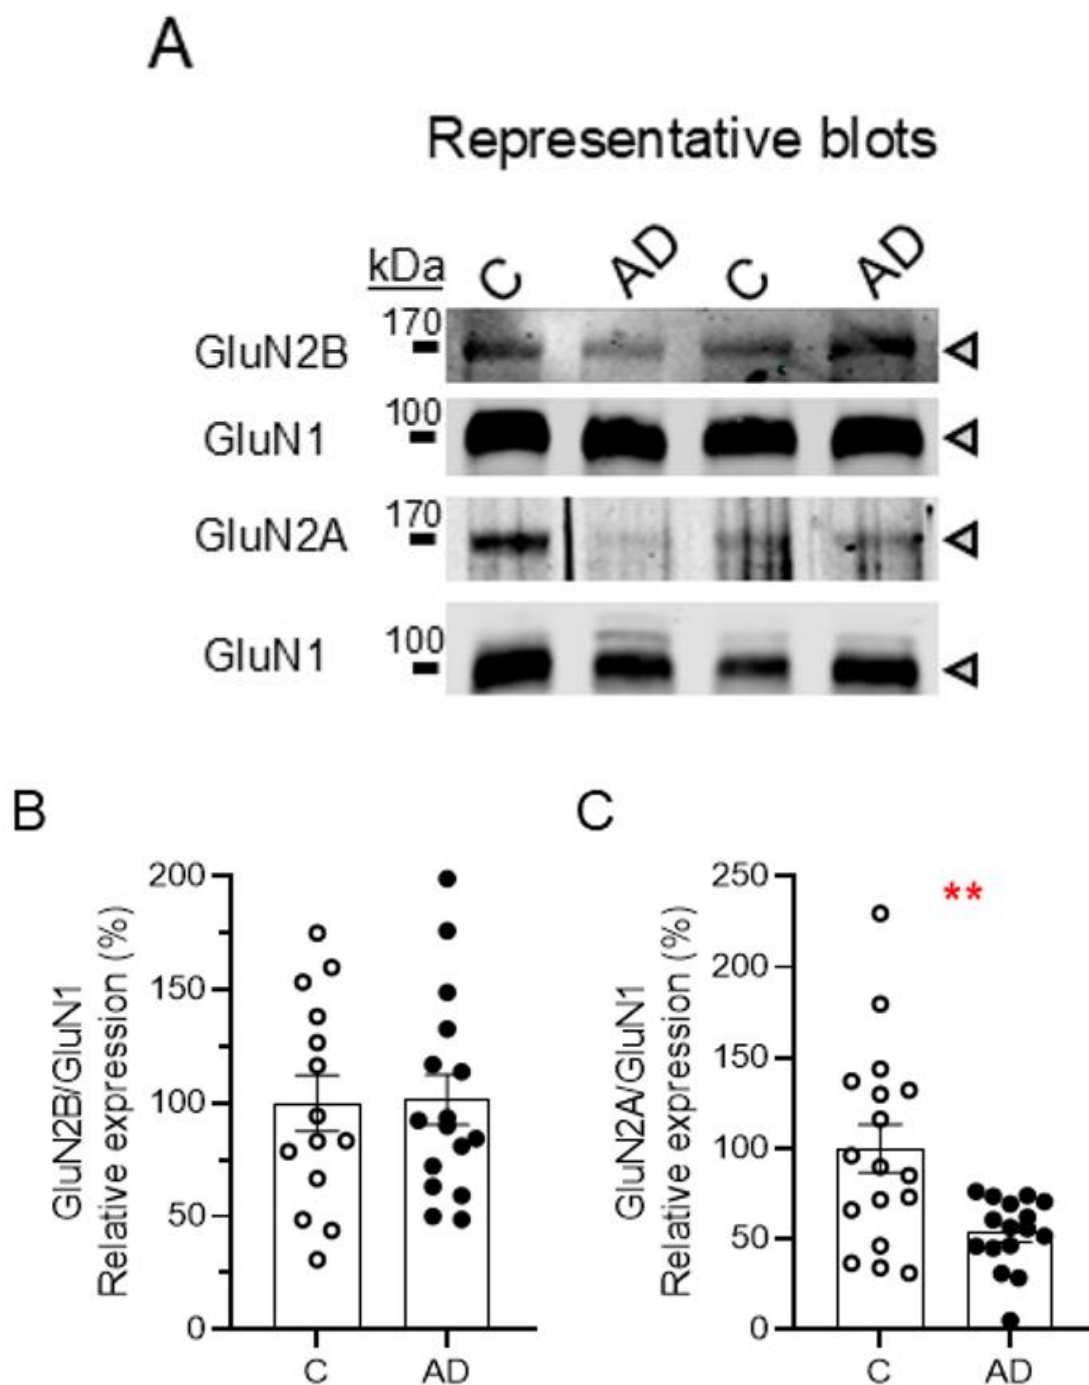 A
Representative blots
kDa C AD C AD
170
GluN2B
100
GluN1
170
GluN2A
100
GluN1
B
GluN2B/GluN1
Relative expression (%)
200
150
100
50
0
C AD
C
GluN2A/GluN1
Relative expression (%)
250
200
150
100
50
0
**
C AD